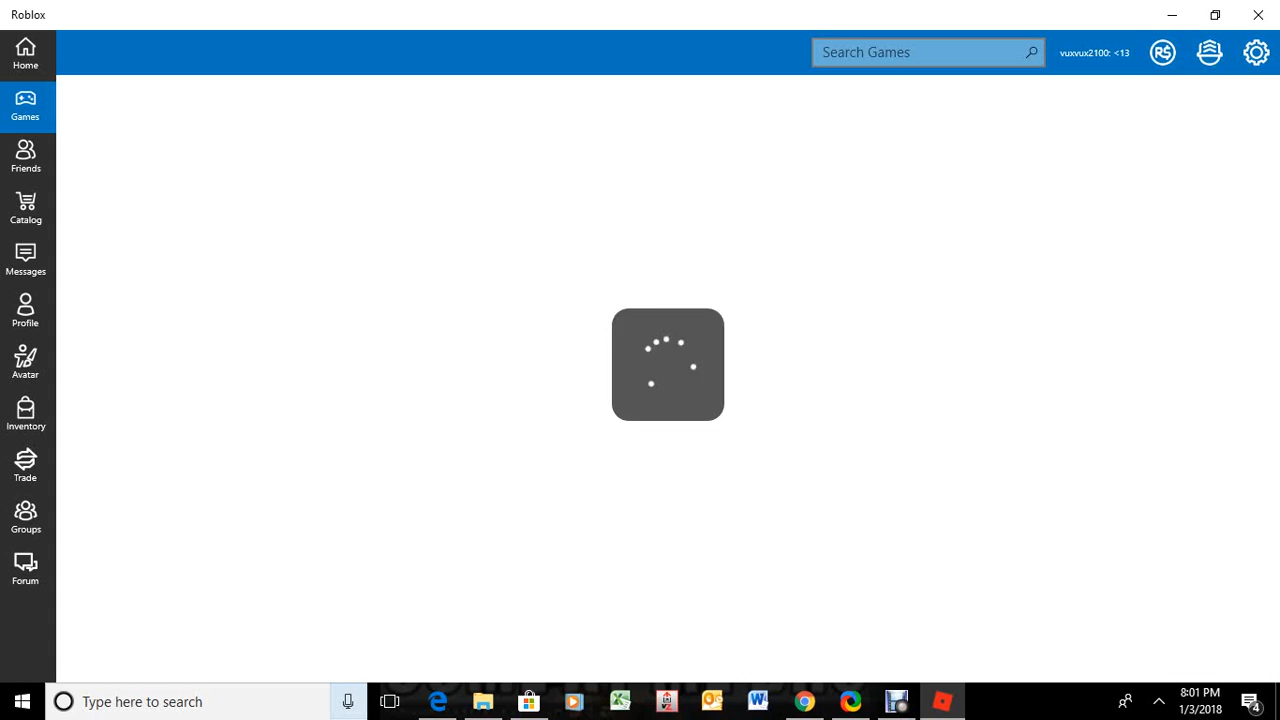 Roblox
Search Games
vuxvux2100: <13
R$
Home
Games
Friends
Catalog
Messages
Profile
Avatar
Inventory
Trade
Groups
Forum
Type here to search
8:01 PM
1/3/2018
4